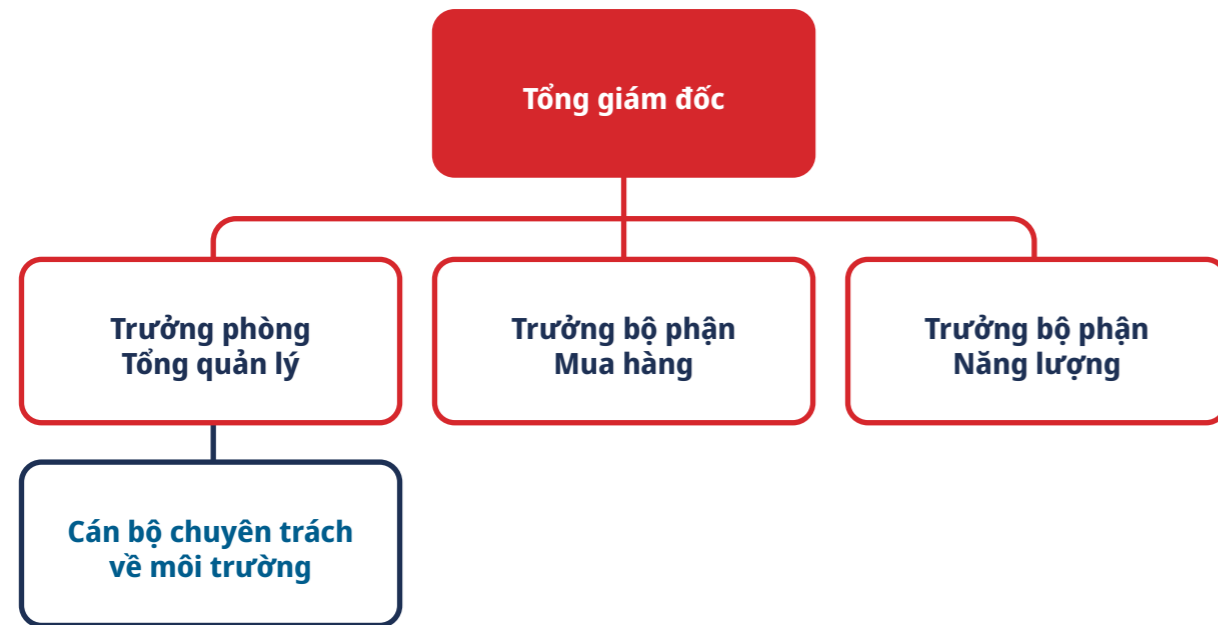 Tổng giám đốc
Trưởng phòng
Tổng quản lý
Trưởng bộ phận
Mua hàng
Trưởng bộ phận
Năng lượng
Cán bộ chuyên trách
về môi trường